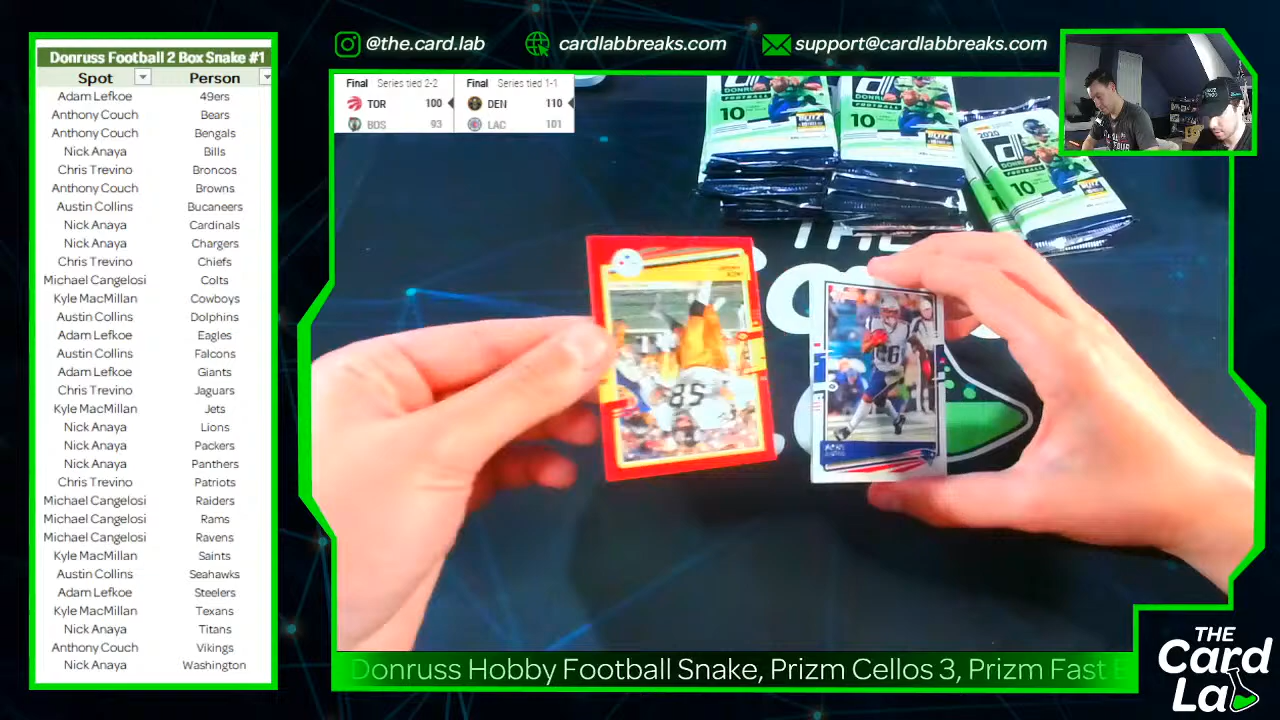 @the.card.lab
cardlabbreaks.com
support@cardlabbreaks.com
Donruss Football 2 Box Snake #1
Spot Person
Adam Lefkoe 49ers
Anthony Couch Bears
Anthony Couch Bengals
Nick Anaya Bills
Chris Trevino Broncos
Anthony Couch Browns
Austin Collins Bucaneers
Nick Anaya Cardinals
Nick Anaya Chargers
Chris Trevino Chiefs
Michael Cangelosi Colts
Kyle MacMillan Cowboys
Austin Collins Dolphins
Adam Lefkoe Eagles
Austin Collins Falcons
Adam Lefkoe Giants
Chris Trevino Jaguars
Kyle MacMillan Jets
Nick Anaya Lions
Nick Anaya Packers
Nick Anaya Panthers
Chris Trevino Patriots
Michael Cangelosi Raiders
Michael Cangelosi Rams
Michael Cangelosi Ravens
Kyle MacMillan Saints
Austin Collins Seahawks
Adam Lefkoe Steelers
Kyle MacMillan Texans
Nick Anaya Titans
Anthony Couch Vikings
Nick Anaya Washington
Final Series tied 2-2
TOR 100
BOS 93
Final Series tied 1-1
DEN 110
LAC 101
FOOTBALL
10
FOOTBALL
10
2020
10
THE
85
26
Donruss Hobby Football Snake, Prizm Cellos 3, Prizm Fast
THE
Card
La